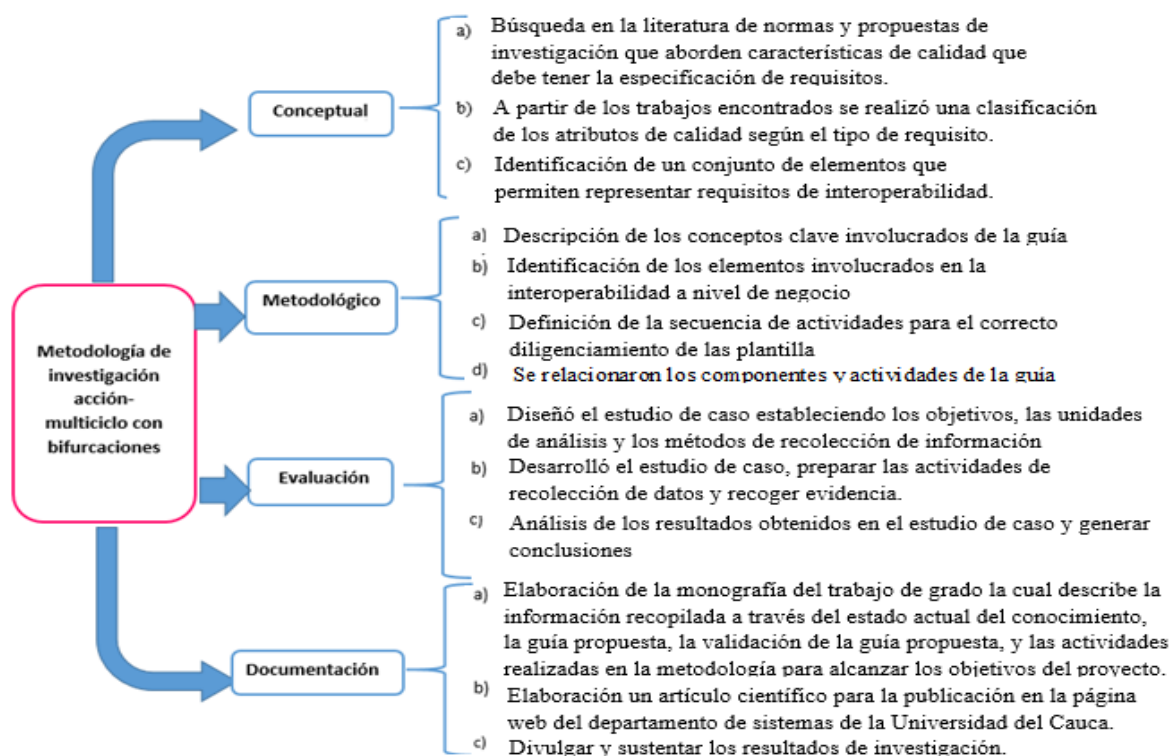 Metodología de
investigación
acción-
multiciclo con
bifurcaciones
Conceptual
a) Búsqueda en la literatura de normas y propuestas de
investigación que aborden características de calidad que
debe tener la especificación de requisitos.
b) A partir de los trabajos encontrados se realizó una clasificación
de los atributos de calidad según el tipo de requisito.
c) Identificación de un conjunto de elementos que
permiten representar requisitos de interoperabilidad.
Metodológico
a) Descripción de los conceptos clave involucrados de la guía
b) Identificación de los elementos involucrados en la
interoperabilidad a nivel de negocio
c) Definición de la secuencia de actividades para el correcto
diligenciamiento de las plantilla
d) Se relacionaron los componentes y actividades de la guía
Evaluación
a) Diseñó el estudio de caso estableciendo los objetivos, las unidades
de análisis y los métodos de recolección de información
b) Desarrolló el estudio de caso, preparar las actividades de
recolección de datos y recoger evidencia.
c) Análisis de los resultados obtenidos en el estudio de caso y generar
conclusiones
Documentación
a) Elaboración de la monografía del trabajo de grado la cual describe la
información recopilada a través del estado actual del conocimiento,
la guía propuesta, la validación de la guía propuesta, y las actividades
realizadas en la metodología para alcanzar los objetivos del proyecto.
b) Elaboración un artículo científico para la publicación en la página
web del departamento de sistemas de la Universidad del Cauca.
c) Divulgar y sustentar los resultados de investigación.